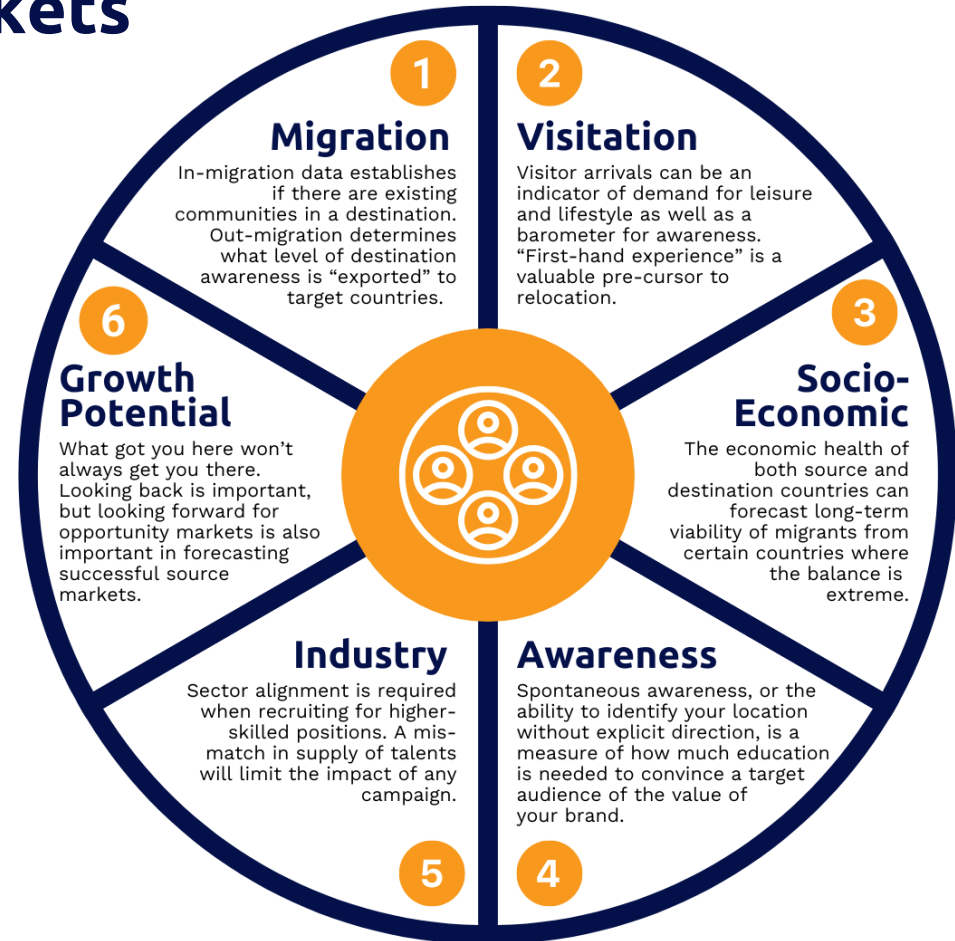 kets
1
Migration
In-migration data establishes
if there are existing
communities in a destination.
Out-migration determines
what level of destination
awareness is “exported” to
target countries.
2
Visitation
Visitor arrivals can be an
indicator of demand for leisure
and lifestyle as well as a
barometer for awareness.
“First-hand experience” is a
valuable pre-cursor to
relocation.
3
Socio-
Economic
The economic health of
both source and
destination countries can
forecast long-term
viability of migrants from
certain countries where
the balance is
extreme.
Awareness
Spontaneous awareness, or the
ability to identify your location
without explicit direction, is a
measure of how much education
is needed to convince a target
audience of the value of
your brand.
4
Industry
Sector alignment is required
when recruiting for higher-
skilled positions. A mis-
match in supply of talents
will limit the impact of any
campaign.
5
6
Growth
Potential
What got you here won’t
always get you there.
Looking back is important,
but looking forward for
opportunity markets is also
important in forecasting
successful source
markets.